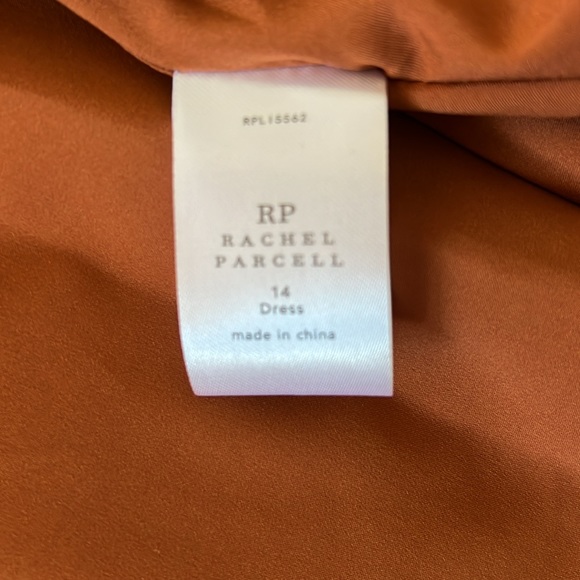 RPL15562
RP
RACHEL
PARCELL
14
Dress
made in china